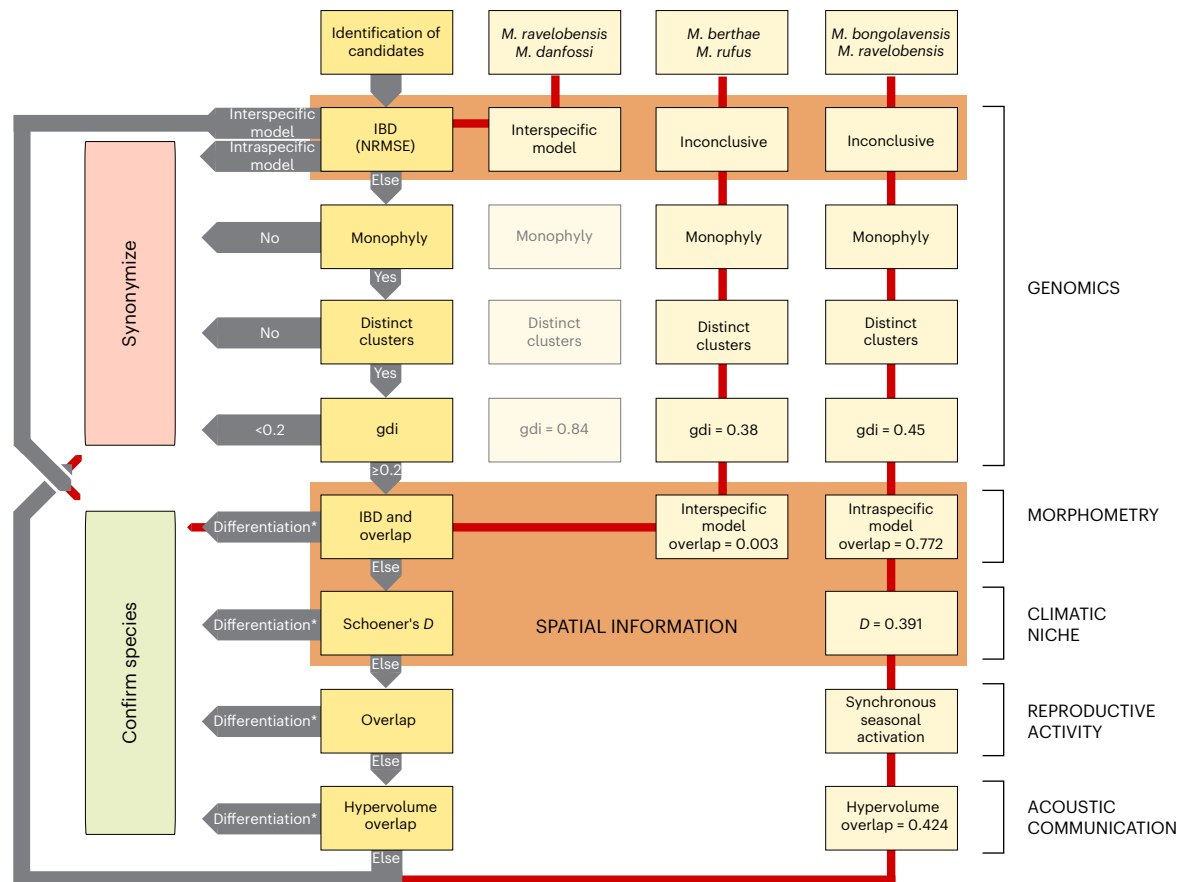 Identification of
candidates
M. ravelobensis
M. danfossi
M. berthae
M. rufus
M. bongolavensis
M. ravelobensis
Interspecific
model
Intraspecific
model
IBD
(NRMSE)
Interspecific
model
Inconclusive
Inconclusive
Else
No
Monophyly
Monophyly
Monophyly
Monophyly
Yes
No
Distinct
clusters
Distinct
clusters
Distinct
clusters
Distinct
clusters
Yes
<0.2
gdi
gdi = 0.84
gdi = 0.38
gdi = 0.45
≥0.2
GENOMICS
Synonymize
Differentiation*
IBD and
overlap
Interspecific
model
overlap = 0.003
Intraspecific
model
overlap = 0.772
MORPHOMETRY
Else
Differentiation*
Schoener's D
SPATIAL INFORMATION
D = 0.391
CLIMATIC
NICHE
Else
Confirm species
Differentiation*
Overlap
Synchronous
seasonal
activation
REPRODUCTIVE
ACTIVITY
Else
Differentiation*
Hypervolume
overlap
Hypervolume
overlap = 0.424
ACOUSTIC
COMMUNICATION
Else